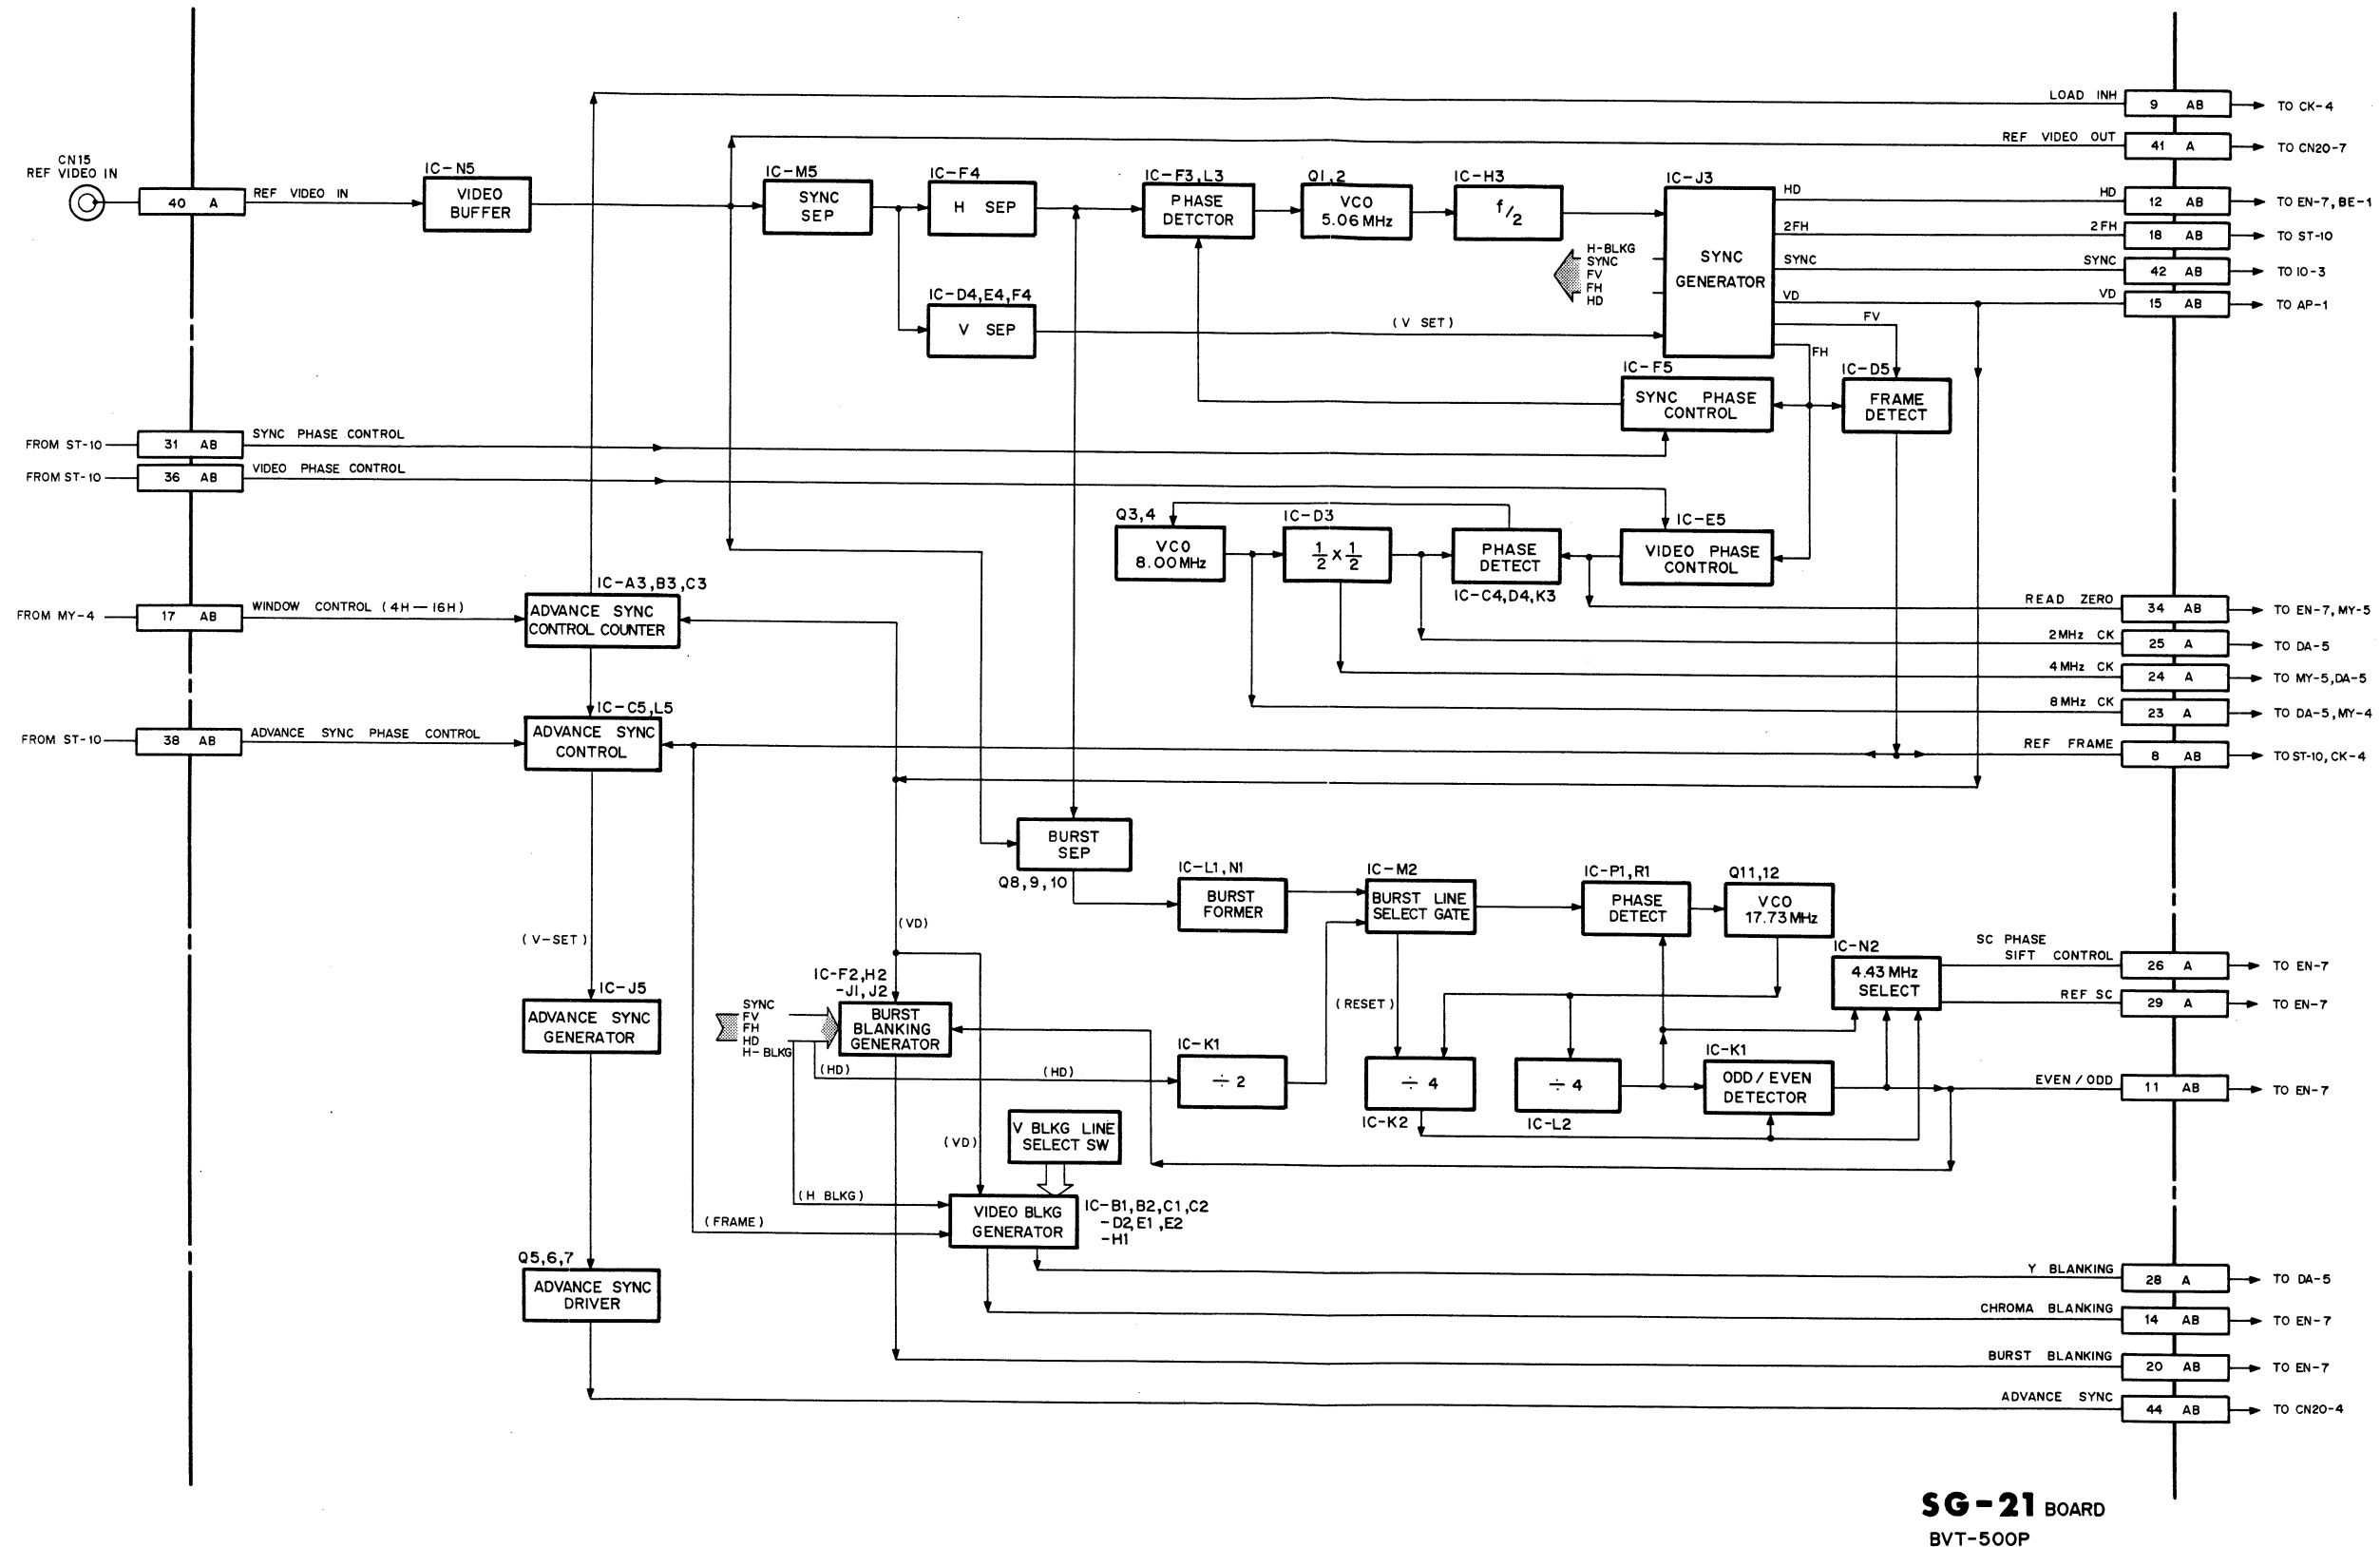 LOAD INH
9 AB
TO CK-4
REF VIDEO OUT
41 A
TO CN20-7
CN15
REF VIDEO IN
40 A
REF VIDEO IN
IC-N5
VIDEO
BUFFER
IC-M5
SYNC
SEP
IC-F4
H SEP
IC-F3,L3
PHASE
DETCTOR
Q1,2
VCO
5.06MHz
IC-H3
f/2
IC-J3
SYNC
GENERATOR
H-BLKG
SYNC
FV
FH
HD
HD
HD
12 AB
TO EN-7,BE-1
2FH
2FH
18 AB
TO ST-10
SYNC
SYNC
42 AB
TO IO-3
VD
VD
15 AB
TO AP-1
FV
FH
IC-D4,E4,F4
V SEP
(V SET)
IC-F5
SYNC PHASE
CONTROL
IC-D5
FRAME
DETECT
FROM ST-10
31 AB
SYNC PHASE CONTROL
FROM ST-10
36 AB
VIDEO PHASE CONTROL
Q3,4
VCO
8.00MHz
IC-D3
1/2 x 1/2
PHASE
DETECT
IC-C4,D4,K3
IC-E5
VIDEO PHASE
CONTROL
FROM MY-4
17 AB
WINDOW CONTROL (4H—16H)
IC-A3,B3,C3
ADVANCE SYNC
CONTROL COUNTER
READ ZERO
34 AB
TO EN-7,MY-5
2MHz CK
25 A
TO DA-5
4MHz CK
24 A
TO MY-5,DA-5
8MHz CK
23 A
TO DA-5,MY-4
FROM ST-10
38 AB
ADVANCE SYNC PHASE CONTROL
IC-C5,L5
ADVANCE SYNC
CONTROL
REF FRAME
8 AB
TO ST-10,CK-4
BURST
SEP
Q8,9,10
IC-L1,N1
BURST
FORMER
IC-M2
BURST LINE
SELECT GATE
IC-P1,R1
PHASE
DETECT
Q11,12
VCO
17.73MHz
(VD)
(V-SET)
IC-J5
ADVANCE SYNC
GENERATOR
IC-F2,H2
-J1,J2
BURST
BLANKING
GENERATOR
SYNC
FV
FH
HD
H-BLKG
(HD)
(HD)
IC-K1
÷ 2
(RESET)
÷ 4
IC-K2
÷ 4
IC-L2
IC-K1
ODD/EVEN
DETECTOR
IC-N2
4.43MHz
SELECT
SC PHASE
SIFT CONTROL
26 A
TO EN-7
REF SC
29 A
TO EN-7
EVEN/ODD
11 AB
TO EN-7
V BLKG LINE
SELECT SW
(VD)
(H BLKG)
(FRAME)
VIDEO BLKG
GENERATOR
IC-B1,B2,C1,C2
-D2,E1,E2
-H1
Q5,6,7
ADVANCE SYNC
DRIVER
Y BLANKING
28 A
TO DA-5
CHROMA BLANKING
14 AB
TO EN-7
BURST BLANKING
20 AB
TO EN-7
ADVANCE SYNC
44 AB
TO CN20-4
SG-21 BOARD
BVT-500P